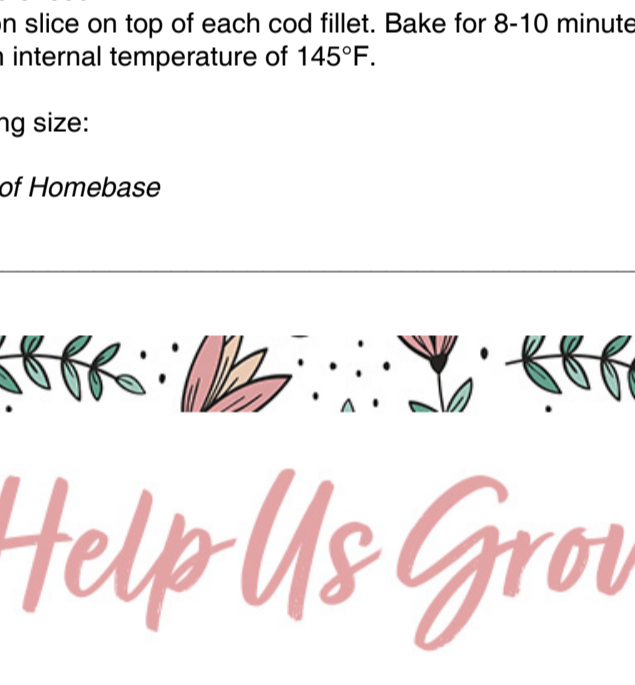 n slice on top of each cod fillet. Bake for 8-10 minute
internal temperature of 145°F.
ng size:
of Homebase
Help Us Grow